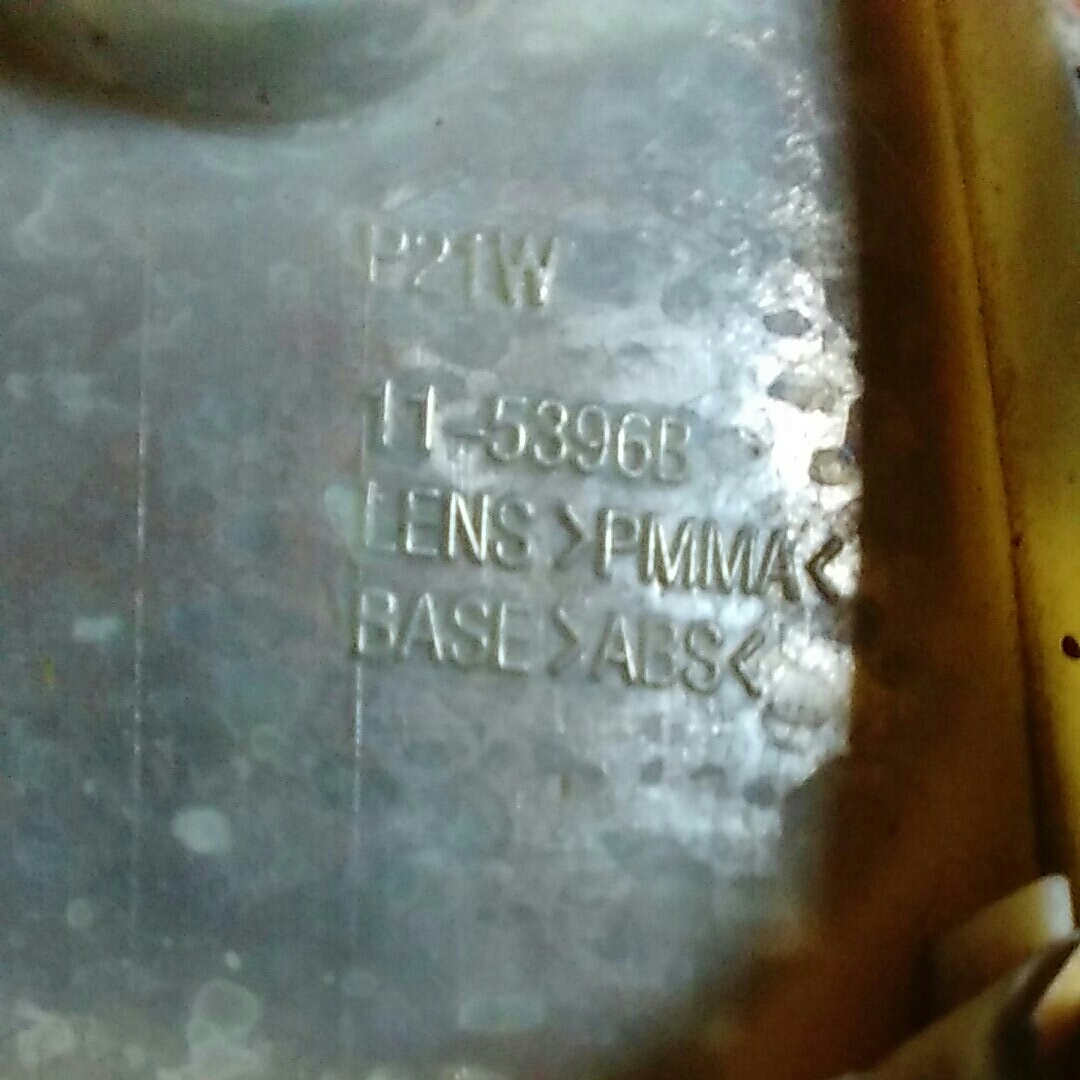 P21W
11-5396B
LENS>PMMA<
BASE>ABS<